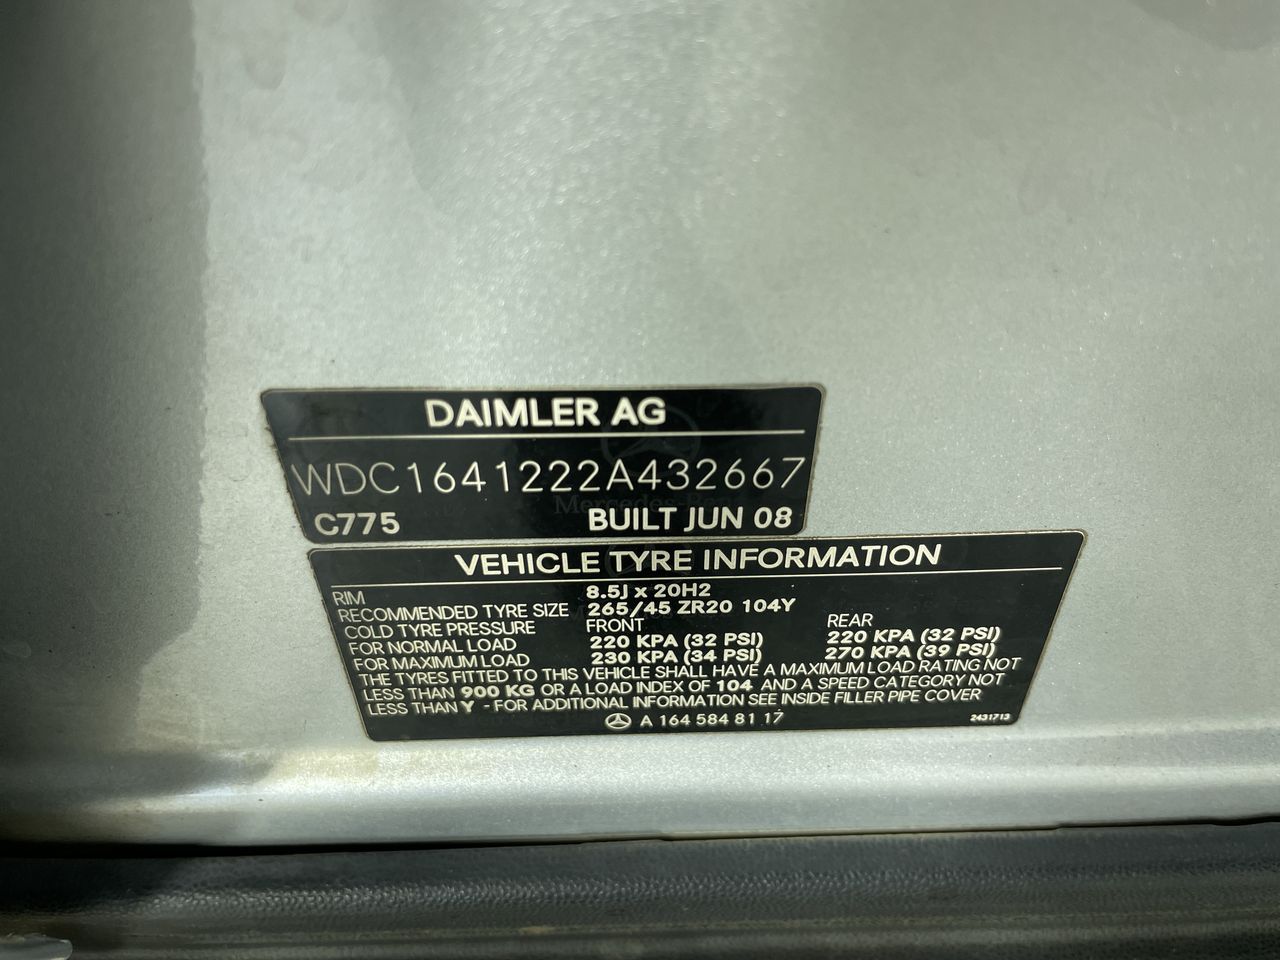 DAIMLER AG
WDC1641222A432667
Mercedes-Benz
C775 BUILT JUN 08
VEHICLE TYRE INFORMATION
RIM 8.5J x 20H2
RECOMMENDED TYRE SIZE 265/45 ZR20 104Y
COLD TYRE PRESSURE FRONT REAR
FOR NORMAL LOAD 220 KPA (32 PSI) 220 KPA (32 PSI)
FOR MAXIMUM LOAD 230 KPA (34 PSI) 270 KPA (39 PSI)
THE TYRES FITTED TO THIS VEHICLE SHALL HAVE A MAXIMUM LOAD RATING NOT
LESS THAN 900 KG OR A LOAD INDEX OF 104 AND A SPEED CATEGORY NOT
LESS THAN Y - FOR ADDITIONAL INFORMATION SEE INSIDE FILLER PIPE COVER
A 164 584 81 17 2431713